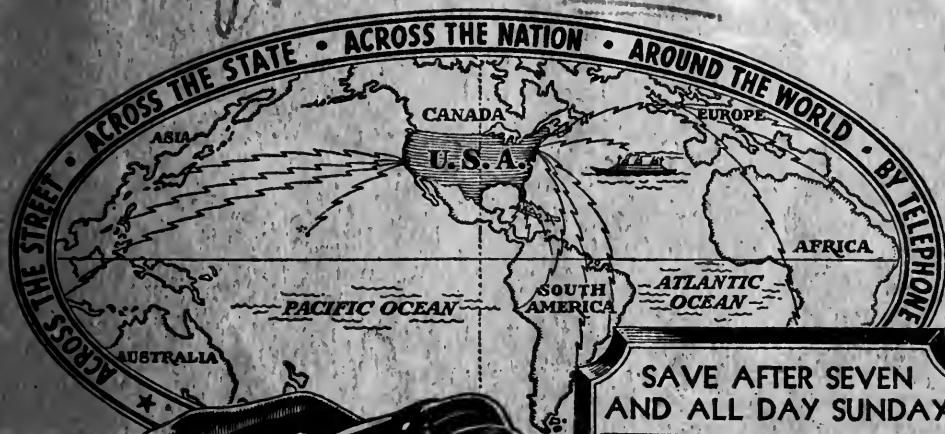 ACROSS THE STREET • ACROSS THE STATE • ACROSS THE NATION • AROUND THE WORLD • BY TELEPHONE
CANADA
EUROPE
ASIA
U.S.A.
AFRICA
SOUTH
AMERICA
ATLANTIC
OCEAN
PACIFIC OCEAN
AUSTRALIA
SAVE AFTER SEVEN
AND ALL DAY SUNDAY